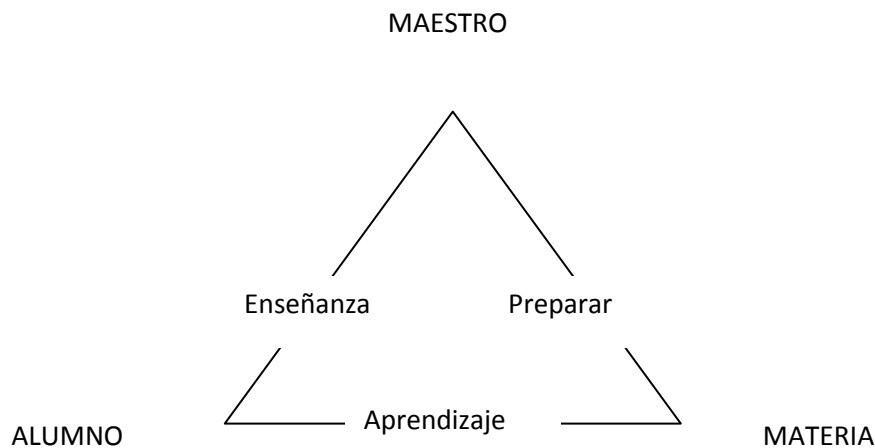 MAESTRO
Enseñanza
Preparar
Aprendizaje
ALUMNO
MATERIA